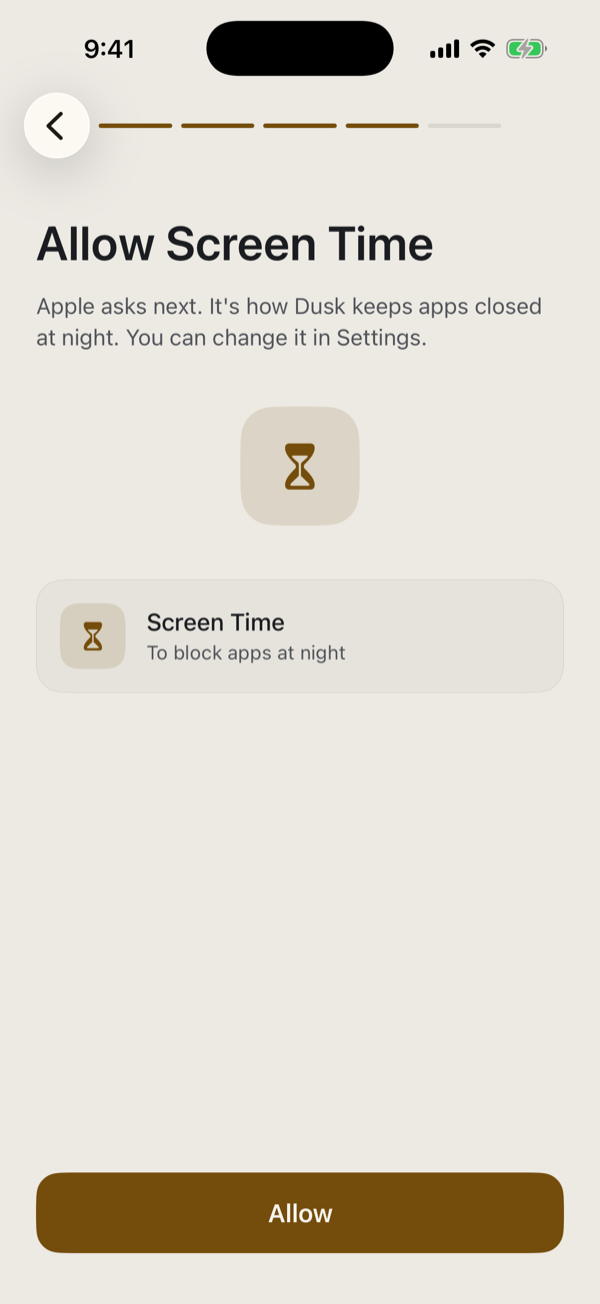 9:41
Allow Screen Time
Apple asks next. It's how Dusk keeps apps closed
at night. You can change it in Settings.
Screen Time
To block apps at night
Allow